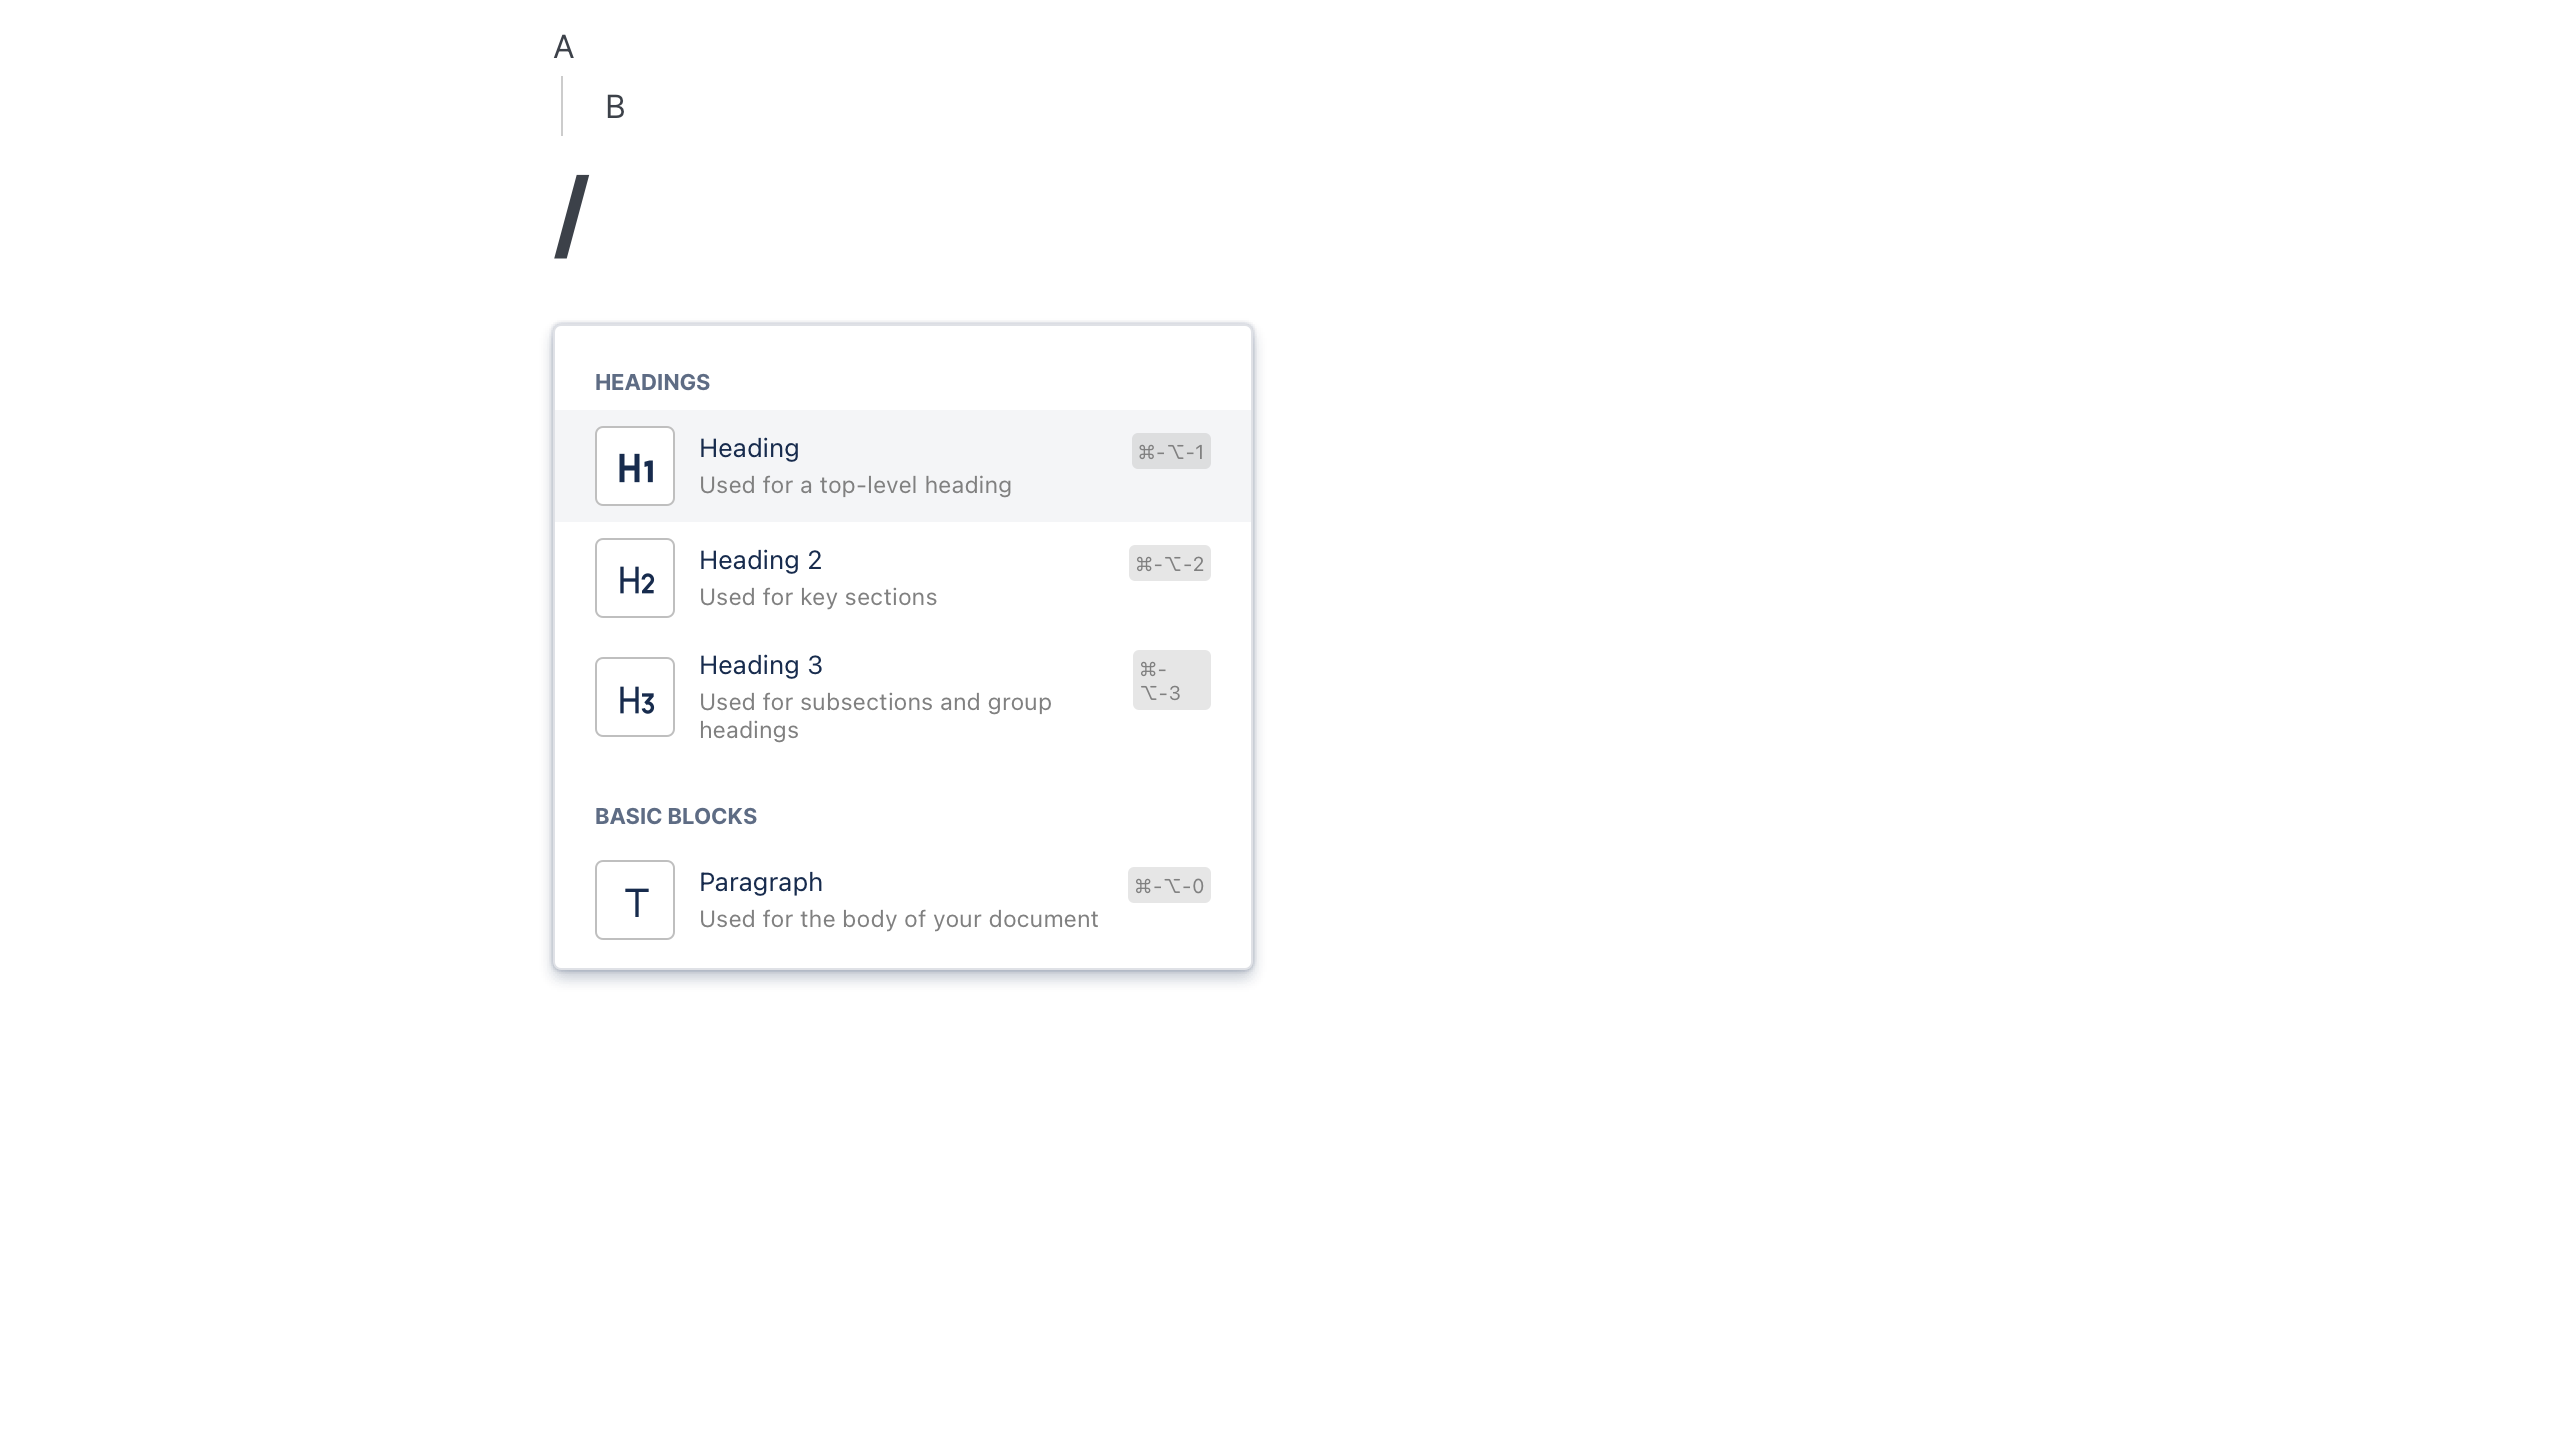 A
B
/
HEADINGS
H1 Heading ⌘-⌥-1
Used for a top-level heading
H2 Heading 2 ⌘-⌥-2
Used for key sections
H3 Heading 3 ⌘-
⌥-3
Used for subsections and group
headings
BASIC BLOCKS
T Paragraph ⌘-⌥-0
Used for the body of your document